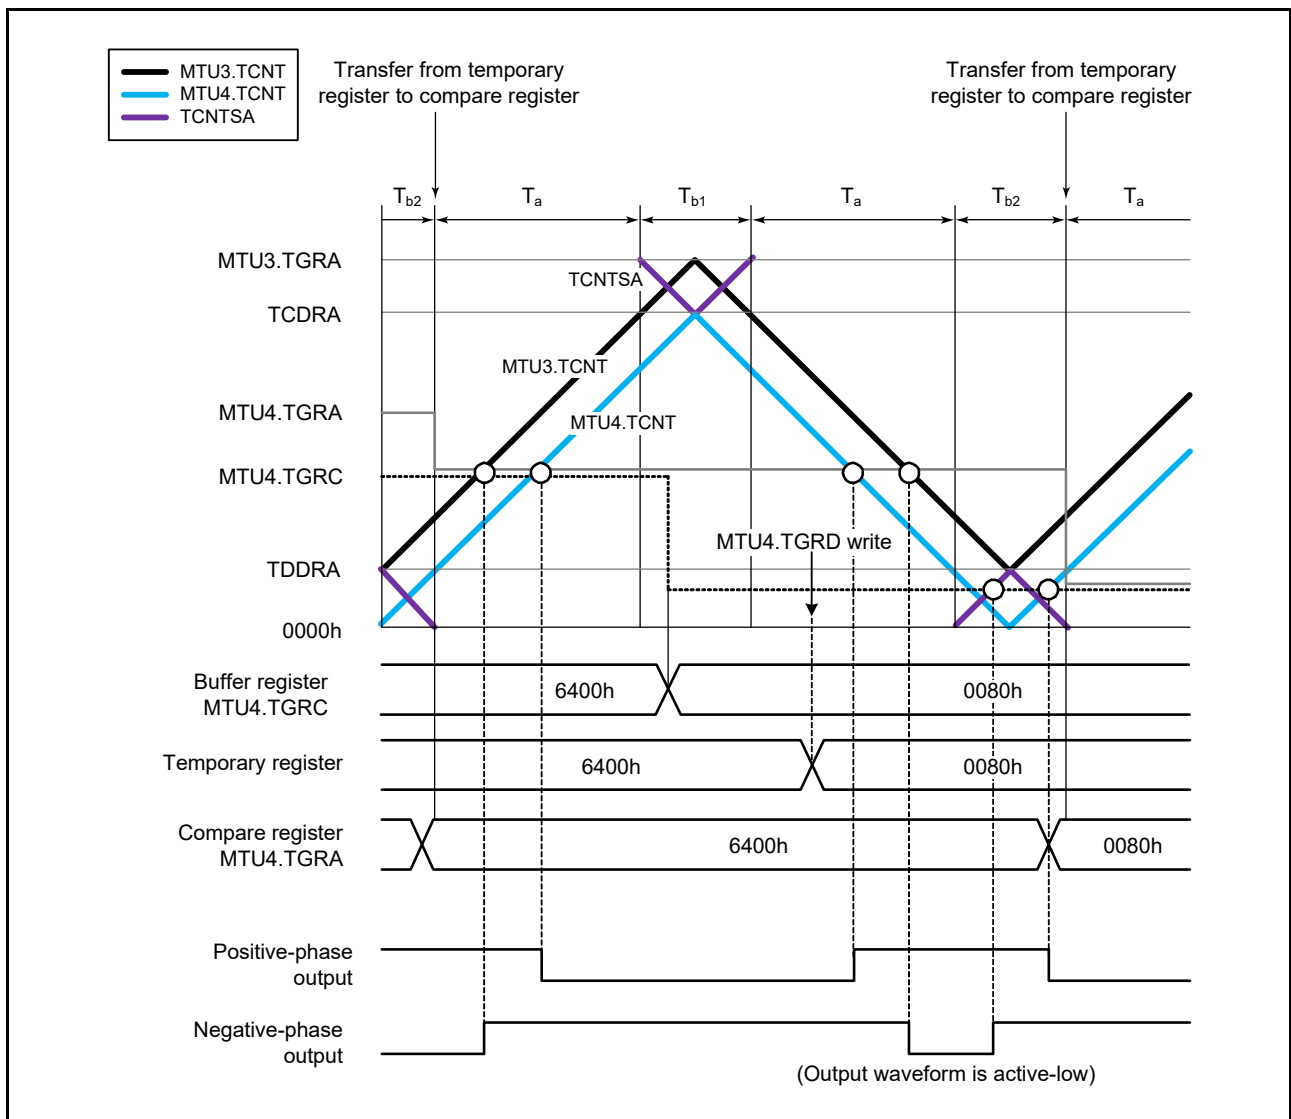 MTU3.TCNT
MTU4.TCNT
TCNTSA
Transfer from temporary
register to compare register
Transfer from temporary
register to compare register
Tb2
Ta
Tb1
Ta
Tb2
Ta
MTU3.TGRA
TCNTSA
TCDRA
MTU3.TCNT
MTU4.TGRA
MTU4.TCNT
MTU4.TGRC
MTU4.TGRD write
TDDRA
0000h
Buffer register
MTU4.TGRC
6400h
0080h
Temporary register
6400h
0080h
Compare register
MTU4.TGRA
6400h
0080h
Positive-phase
output
Negative-phase
output
(Output waveform is active-low)